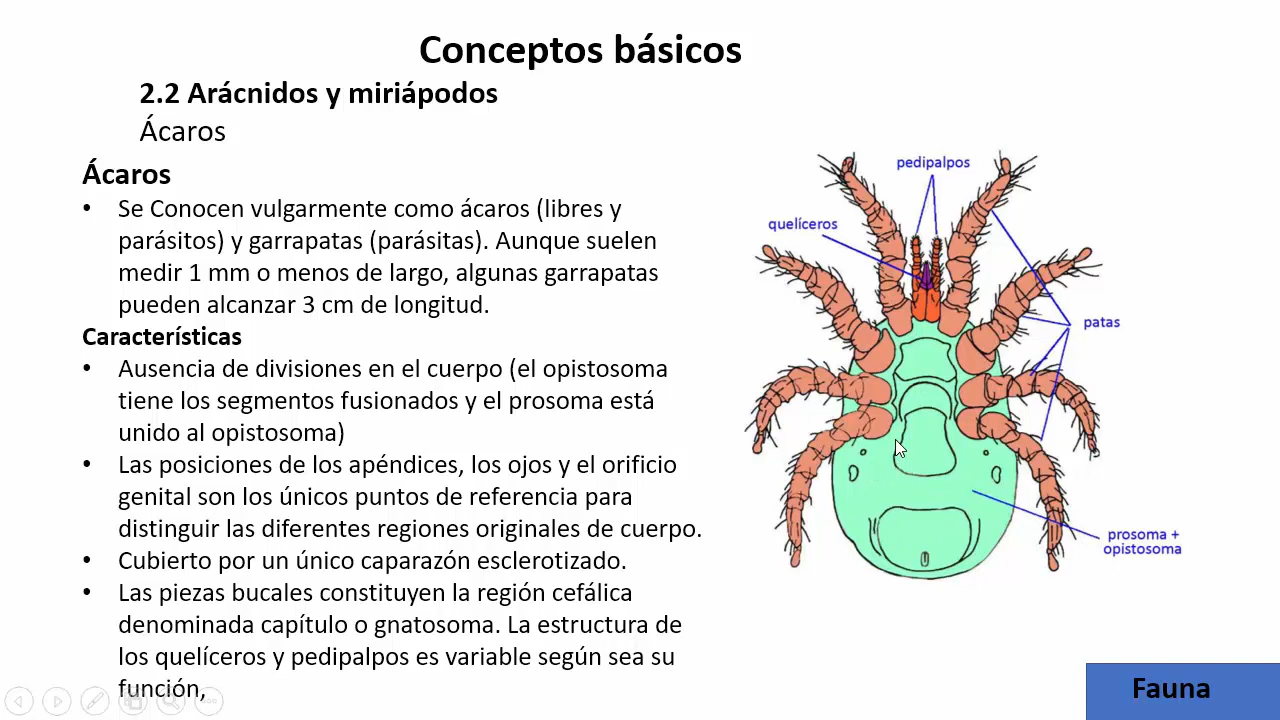 Conceptos básicos
2.2 Arácnidos y miriápodos
Ácaros
Ácaros
• Se Conocen vulgarmente como ácaros (libres y
parásitos) y garrapatas (parásitas). Aunque suelen
medir 1 mm o menos de largo, algunas garrapatas
pueden alcanzar 3 cm de longitud.
Características
• Ausencia de divisiones en el cuerpo (el opistosoma
tiene los segmentos fusionados y el prosoma está
unido al opistosoma)
• Las posiciones de los apéndices, los ojos y el orificio
genital son los únicos puntos de referencia para
distinguir las diferentes regiones originales de cuerpo.
• Cubierto por un único caparazón esclerotizado.
• Las piezas bucales constituyen la región cefálica
denominada capítulo o gnatosoma. La estructura de
los quelíceros y pedipalpos es variable según sea su
función,
pedipalpos
quelíceros
patas
prosoma +
opistosoma
Fauna